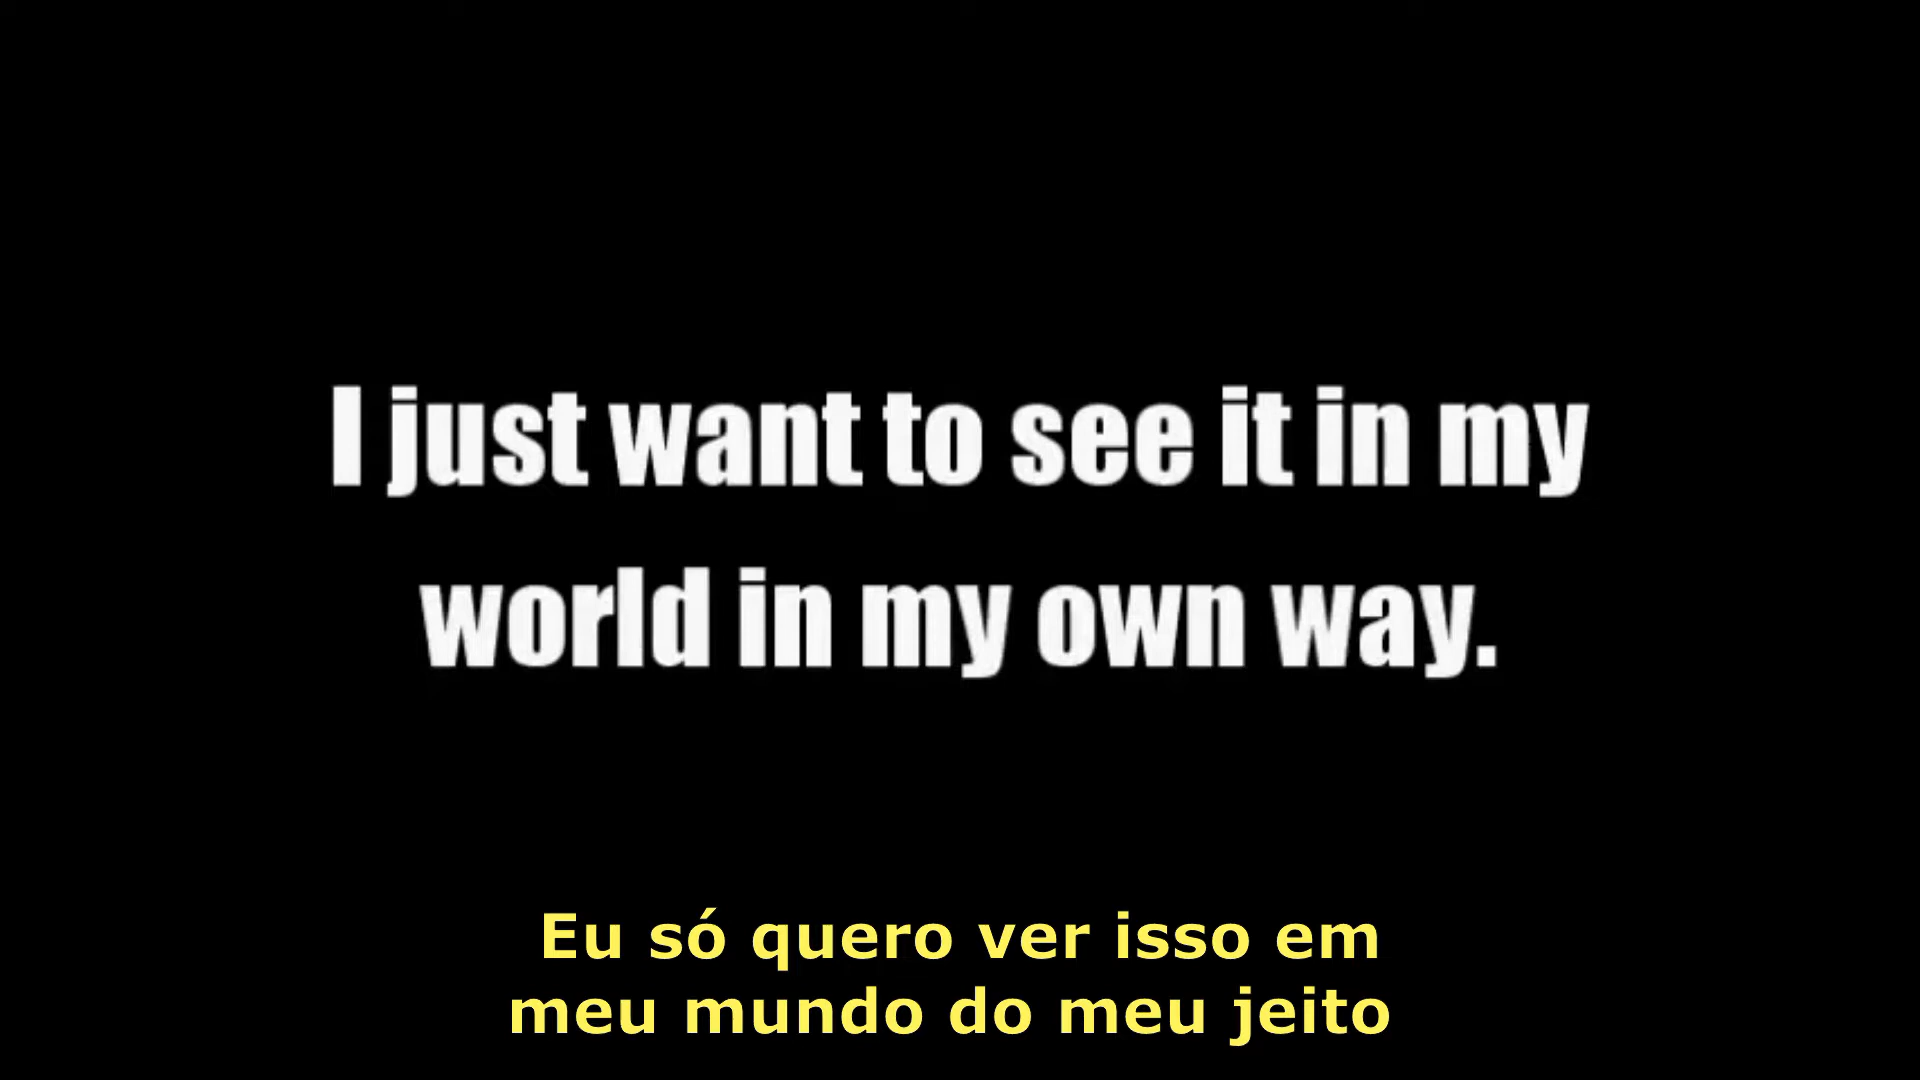 I just want to see it in my
world in my own way.
Eu só quero ver isso em
meu mundo do meu jeito